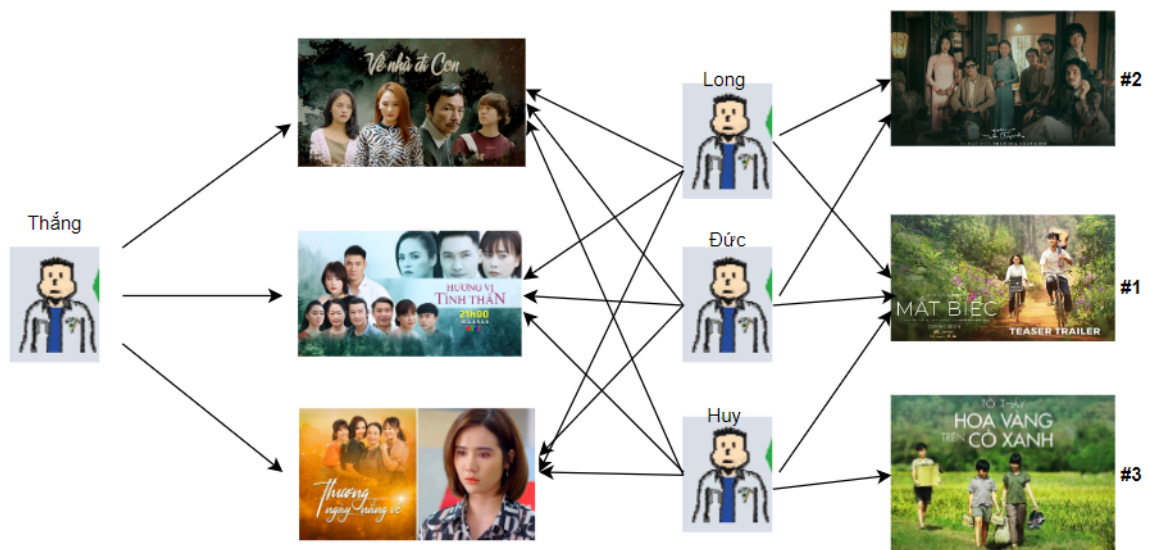 Thắng
Về nhà đi Con
HƯƠNG VỊ
TÌNH THÂN
21H00
Thương
ngày nắng về
Long
Đức
Huy
#2
MẮT BIẾC
TEASER TRAILER
#1
TÔI THẤY
HOA VÀNG
TRÊN CỎ XANH
#3